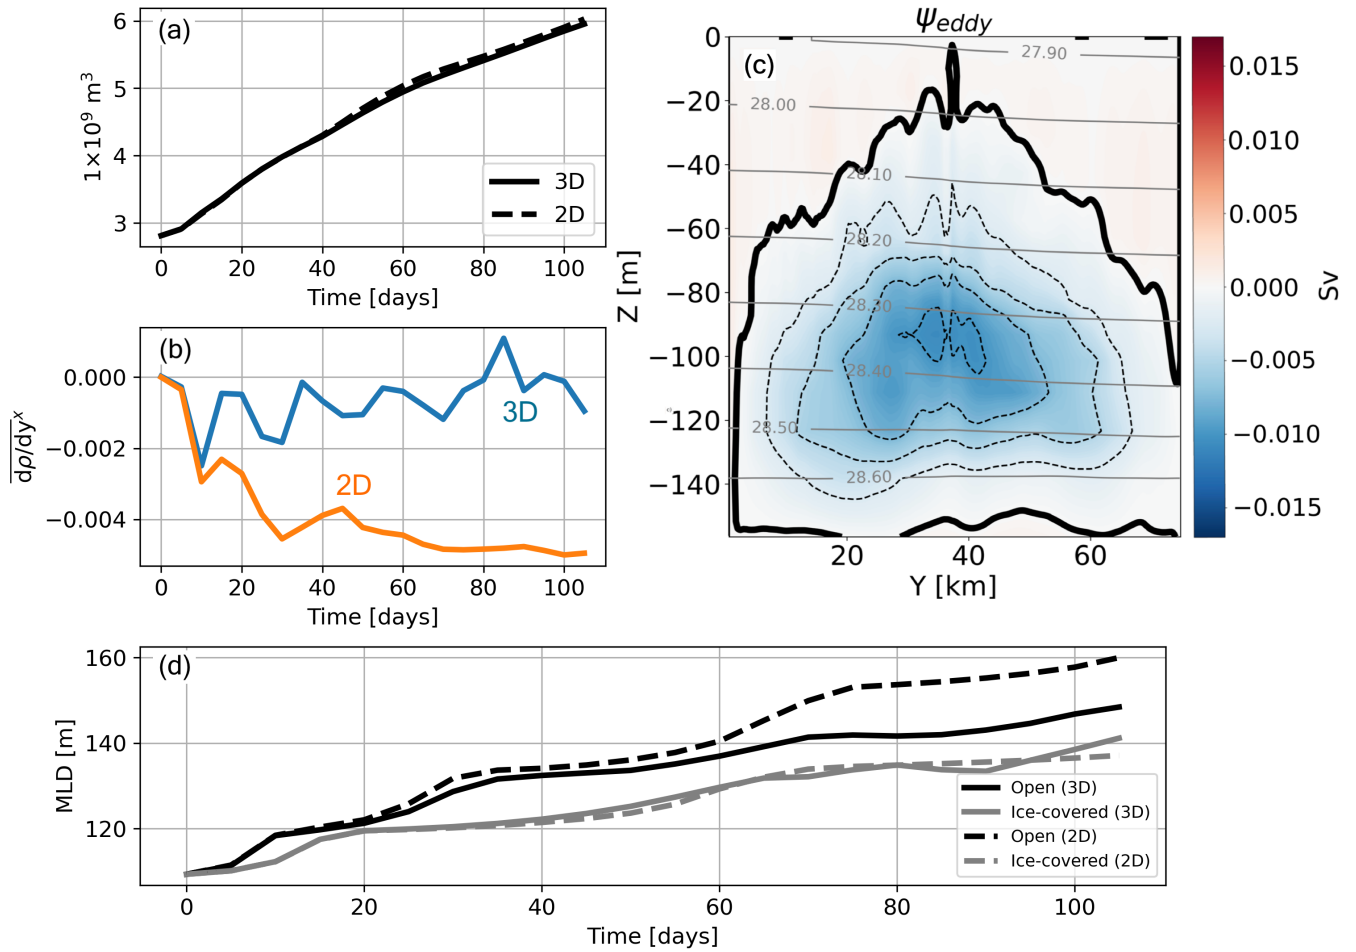 (a)
1×10⁹ m³
6
5
4
3
3D
2D
0 20 40 60 80 100
Time [days]
(b)
dρ/dyˣ
0.000
−0.002
−0.004
3D
2D
0 20 40 60 80 100
Time [days]
ψeddy
(c)
Z [m]
0
−20
−40
−60
−80
−100
−120
−140
27.90
28.00
28.10
28.20
28.30
28.40
28.50
28.60
20 40 60
Y [km]
0.015
0.010
0.005
0.000
−0.005
−0.010
−0.015
Sv
(d)
MLD [m]
160
140
120
Open (3D)
Ice-covered (3D)
Open (2D)
Ice-covered (2D)
0 20 40 60 80 100
Time [days]